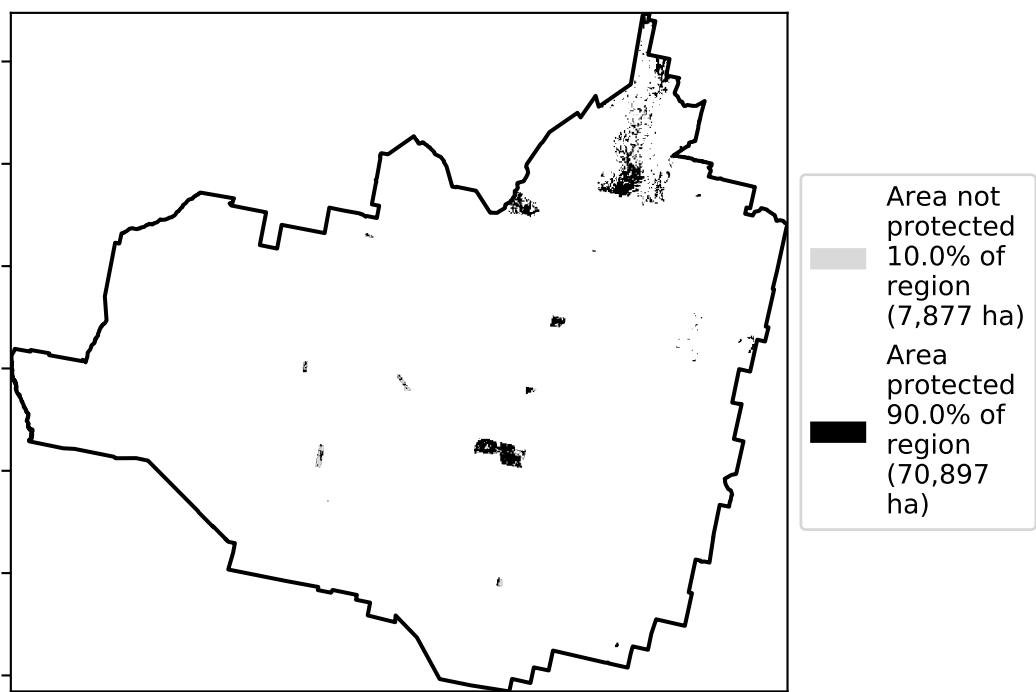 Area not
protected
10.0% of
region
(7,877 ha)
Area
protected
90.0% of
region
(70,897
ha)